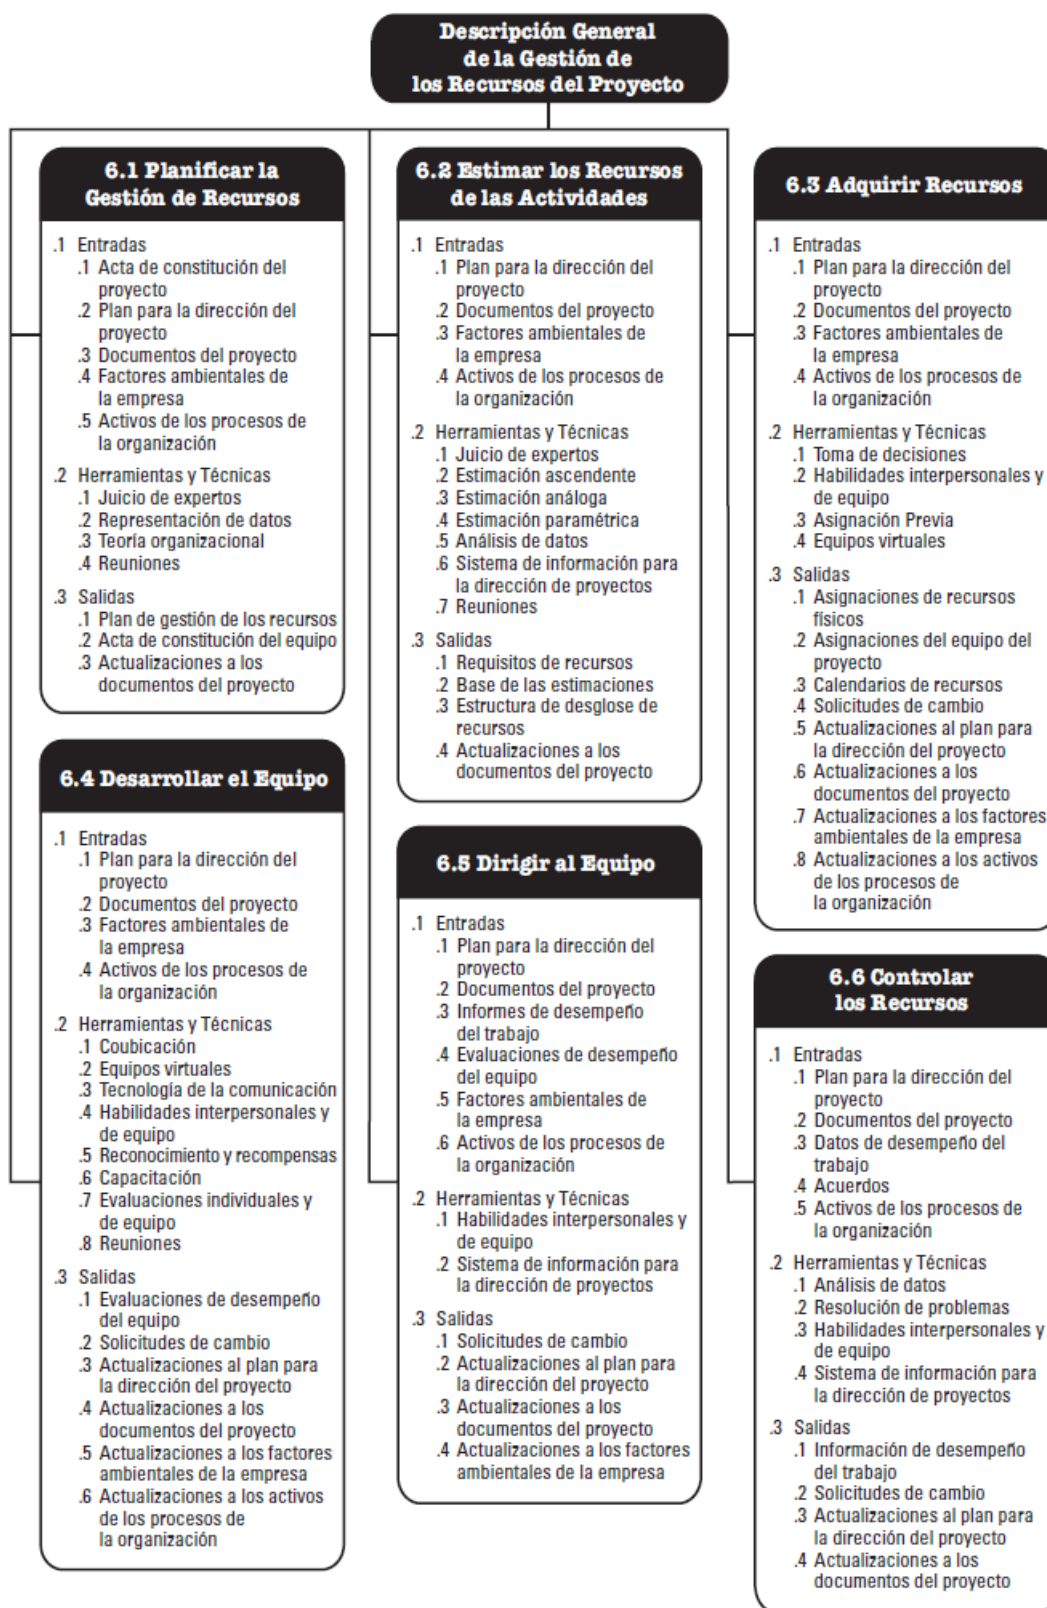 Descripción General
de la Gestión de
los Recursos del Proyecto
6.1 Planificar la
Gestión de Recursos
.1 Entradas
.1 Acta de constitución del
proyecto
.2 Plan para la dirección del
proyecto
.3 Documentos del proyecto
.4 Factores ambientales de
la empresa
.5 Activos de los procesos de
la organización
.2 Herramientas y Técnicas
.1 Juicio de expertos
.2 Representación de datos
.3 Teoría organizacional
.4 Reuniones
.3 Salidas
.1 Plan de gestión de los recursos
.2 Acta de constitución del equipo
.3 Actualizaciones a los
documentos del proyecto
6.2 Estimar los Recursos
de las Actividades
.1 Entradas
.1 Plan para la dirección del
proyecto
.2 Documentos del proyecto
.3 Factores ambientales de
la empresa
.4 Activos de los procesos de
la organización
.2 Herramientas y Técnicas
.1 Juicio de expertos
.2 Estimación ascendente
.3 Estimación análoga
.4 Estimación paramétrica
.5 Análisis de datos
.6 Sistema de información para
la dirección de proyectos
.7 Reuniones
.3 Salidas
.1 Requisitos de recursos
.2 Base de las estimaciones
.3 Estructura de desglose de
recursos
.4 Actualizaciones a los
documentos del proyecto
6.3 Adquirir Recursos
.1 Entradas
.1 Plan para la dirección del
proyecto
.2 Documentos del proyecto
.3 Factores ambientales de
la empresa
.4 Activos de los procesos de
la organización
.2 Herramientas y Técnicas
.1 Toma de decisiones
.2 Habilidades interpersonales y
de equipo
.3 Asignación Previa
.4 Equipos virtuales
.3 Salidas
.1 Asignaciones de recursos
físicos
.2 Asignaciones del equipo del
proyecto
.3 Calendarios de recursos
.4 Solicitudes de cambio
.5 Actualizaciones al plan para
la dirección del proyecto
.6 Actualizaciones a los
documentos del proyecto
.7 Actualizaciones a los factores
ambientales de la empresa
.8 Actualizaciones a los activos
de los procesos de
la organización
6.4 Desarrollar el Equipo
.1 Entradas
.1 Plan para la dirección del
proyecto
.2 Documentos del proyecto
.3 Factores ambientales de
la empresa
.4 Activos de los procesos de
la organización
.2 Herramientas y Técnicas
.1 Coubicación
.2 Equipos virtuales
.3 Tecnología de la comunicación
.4 Habilidades interpersonales y
de equipo
.5 Reconocimiento y recompensas
.6 Capacitación
.7 Evaluaciones individuales y
de equipo
.8 Reuniones
.3 Salidas
.1 Evaluaciones de desempeño
del equipo
.2 Solicitudes de cambio
.3 Actualizaciones al plan para
la dirección del proyecto
.4 Actualizaciones a los
documentos del proyecto
.5 Actualizaciones a los factores
ambientales de la empresa
.6 Actualizaciones a los activos
de los procesos de
la organización
6.5 Dirigir al Equipo
.1 Entradas
.1 Plan para la dirección del
proyecto
.2 Documentos del proyecto
.3 Informes de desempeño
del trabajo
.4 Evaluaciones de desempeño
del equipo
.5 Factores ambientales de
la empresa
.6 Activos de los procesos de
la organización
.2 Herramientas y Técnicas
.1 Habilidades interpersonales y
de equipo
.2 Sistema de información para
la dirección de proyectos
.3 Salidas
.1 Solicitudes de cambio
.2 Actualizaciones al plan para
la dirección del proyecto
.3 Actualizaciones a los
documentos del proyecto
.4 Actualizaciones a los factores
ambientales de la empresa
6.6 Controlar
los Recursos
.1 Entradas
.1 Plan para la dirección del
proyecto
.2 Documentos del proyecto
.3 Datos de desempeño del
trabajo
.4 Acuerdos
.5 Activos de los procesos de
la organización
.2 Herramientas y Técnicas
.1 Análisis de datos
.2 Resolución de problemas
.3 Habilidades interpersonales y
de equipo
.4 Sistema de información para
la dirección de proyectos
.3 Salidas
.1 Información de desempeño
del trabajo
.2 Solicitudes de cambio
.3 Actualizaciones al plan para
la dirección del proyecto
.4 Actualizaciones a los
documentos del proyecto